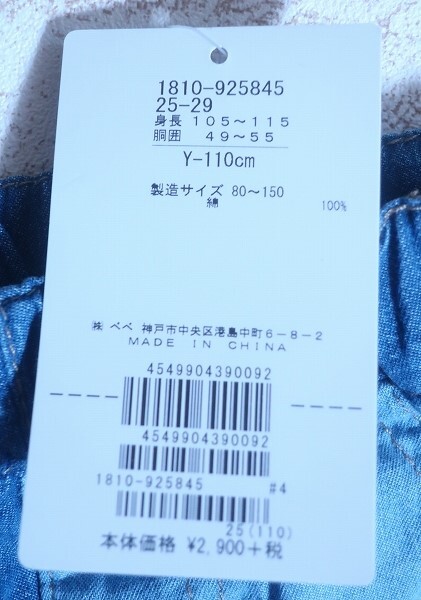 1810-925845
25-29
身長 105～115
胴囲 49～55
Y-110cm
製造サイズ 80～150
綿 100%
㈱ べべ 神戸市中央区港島中町6-8-2
MADE IN CHINA
4549904390092
4549904390092
1810-925845 #4
25(110)
本体価格 ¥2,900+税